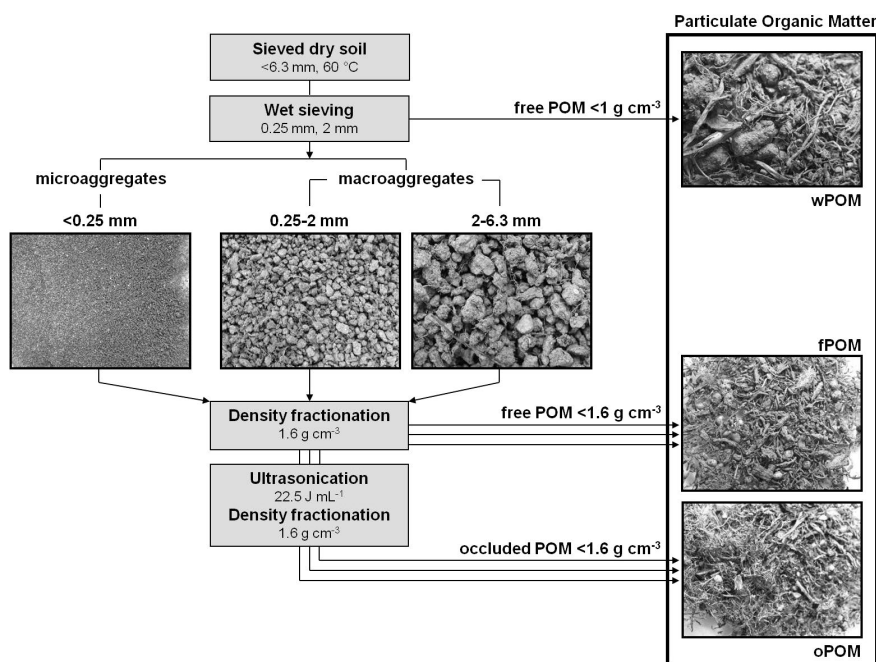 Particulate Organic Matter
Sieved dry soil
<6.3 mm, 60 °C
Wet sieving
0.25 mm, 2 mm
free POM <1 g cm⁻³
wPOM
microaggregates
macroaggregates
<0.25 mm
0.25-2 mm
2-6.3 mm
fPOM
Density fractionation
1.6 g cm⁻³
free POM <1.6 g cm⁻³
Ultrasonication
22.5 J mL⁻¹
Density fractionation
1.6 g cm⁻³
occluded POM <1.6 g cm⁻³
oPOM